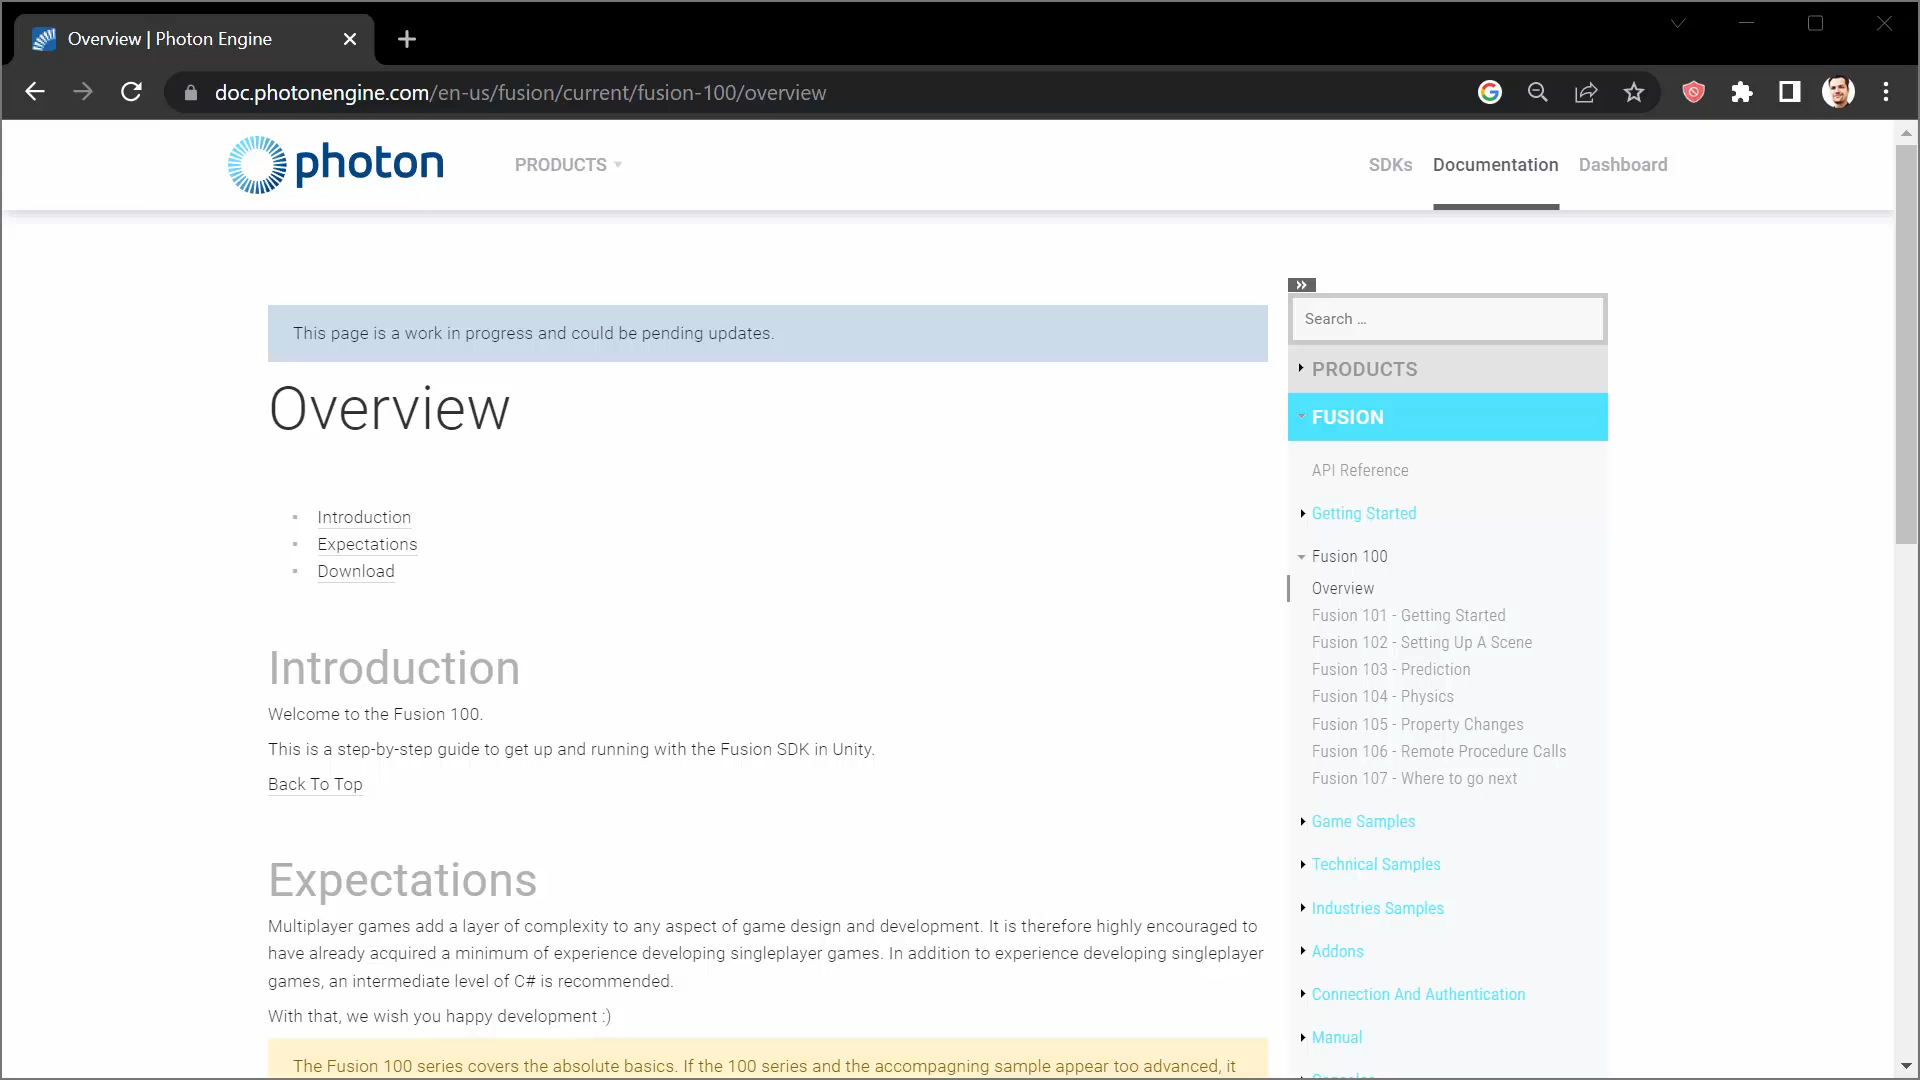 Overview | Photon Engine
doc.photonengine.com/en-us/fusion/current/fusion-100/overview
photon
PRODUCTS
SDKs
Documentation
Dashboard
This page is a work in progress and could be pending updates.
Overview
Introduction
Expectations
Download
Introduction
Welcome to the Fusion 100.
This is a step-by-step guide to get up and running with the Fusion SDK in Unity.
Back To Top
Expectations
Multiplayer games add a layer of complexity to any aspect of game design and development. It is therefore highly encouraged to
have already acquired a minimum of experience developing singleplayer games. In addition to experience developing singleplayer
games, an intermediate level of C# is recommended.
With that, we wish you happy development :)
The Fusion 100 series covers the absolute basics. If the 100 series and the accompagning sample appear too advanced, it
Search ...
PRODUCTS
FUSION
API Reference
Getting Started
Fusion 100
Overview
Fusion 101 - Getting Started
Fusion 102 - Setting Up A Scene
Fusion 103 - Prediction
Fusion 104 - Physics
Fusion 105 - Property Changes
Fusion 106 - Remote Procedure Calls
Fusion 107 - Where to go next
Game Samples
Technical Samples
Industries Samples
Addons
Connection And Authentication
Manual